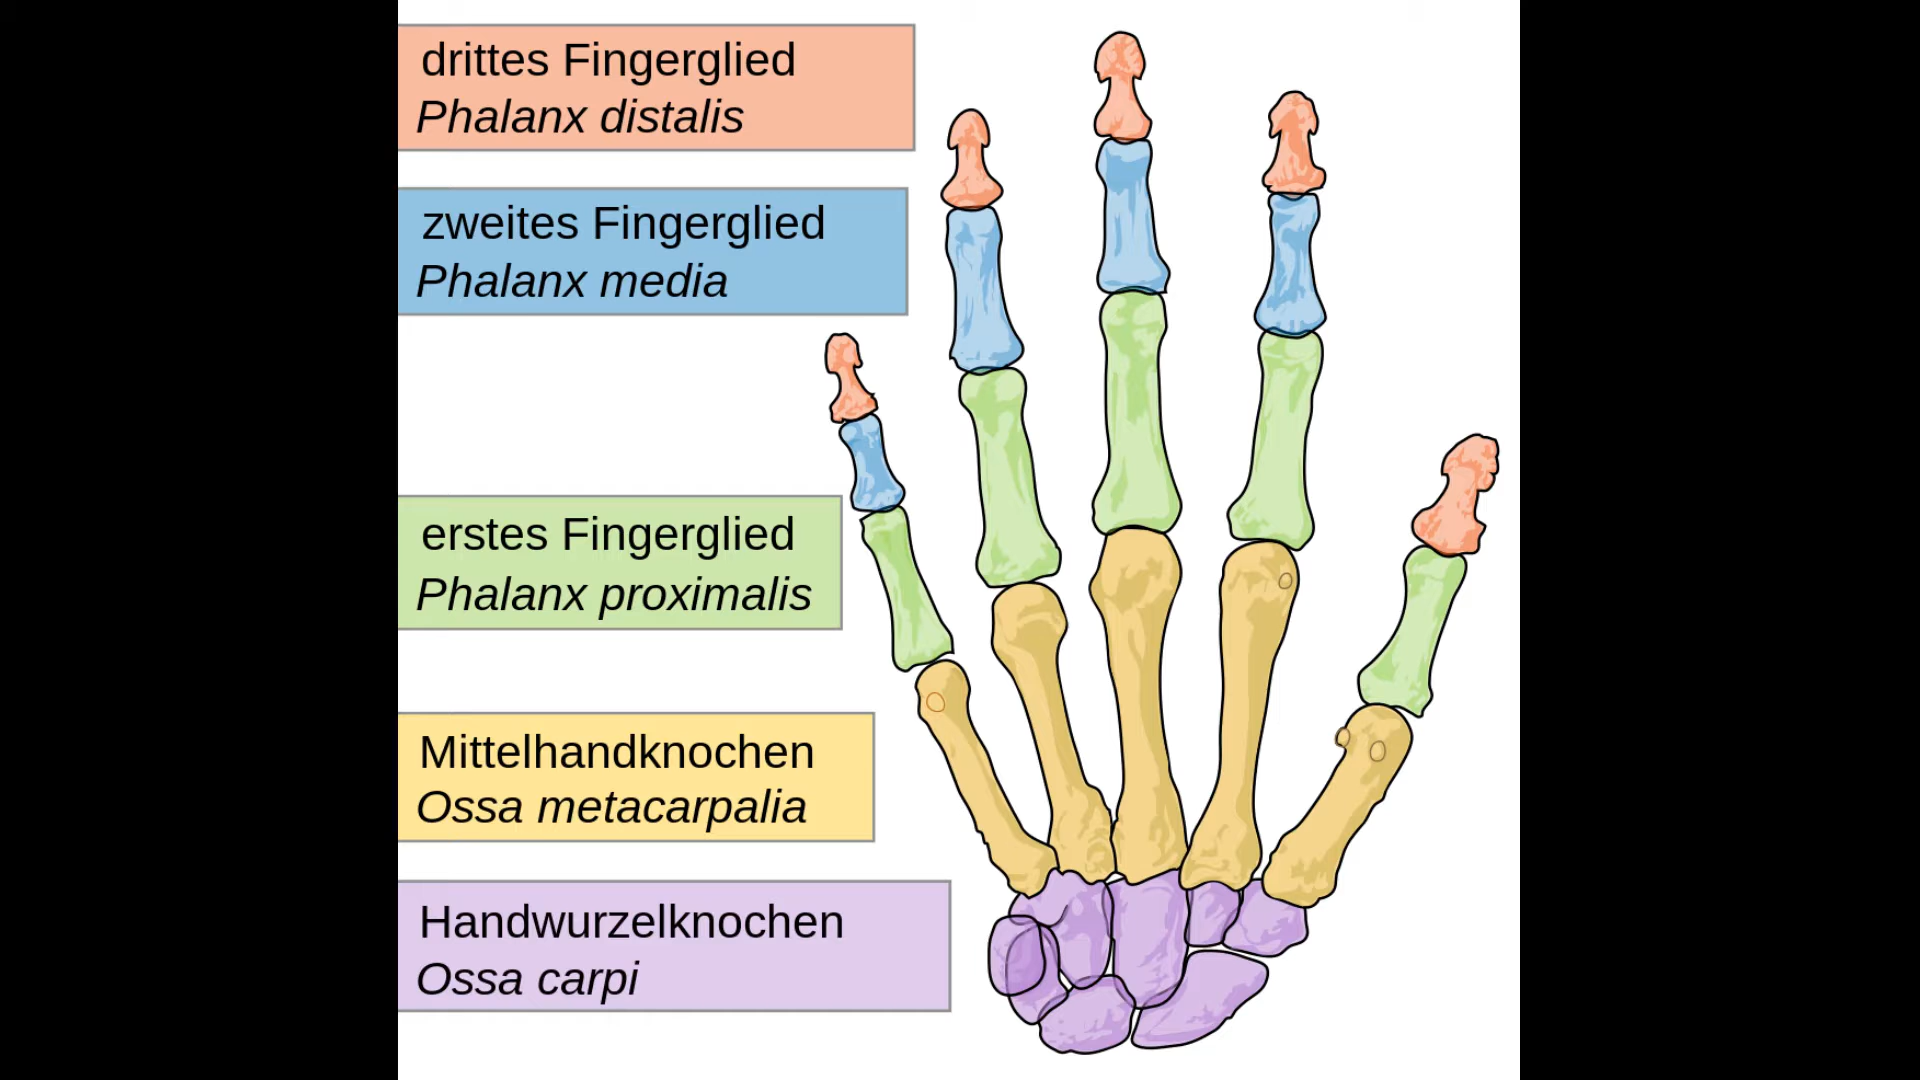 drittes Fingerglied
Phalanx distalis
zweites Fingerglied
Phalanx media
erstes Fingerglied
Phalanx proximalis
Mittelhandknochen
Ossa metacarpalia
Handwurzelknochen
Ossa carpi